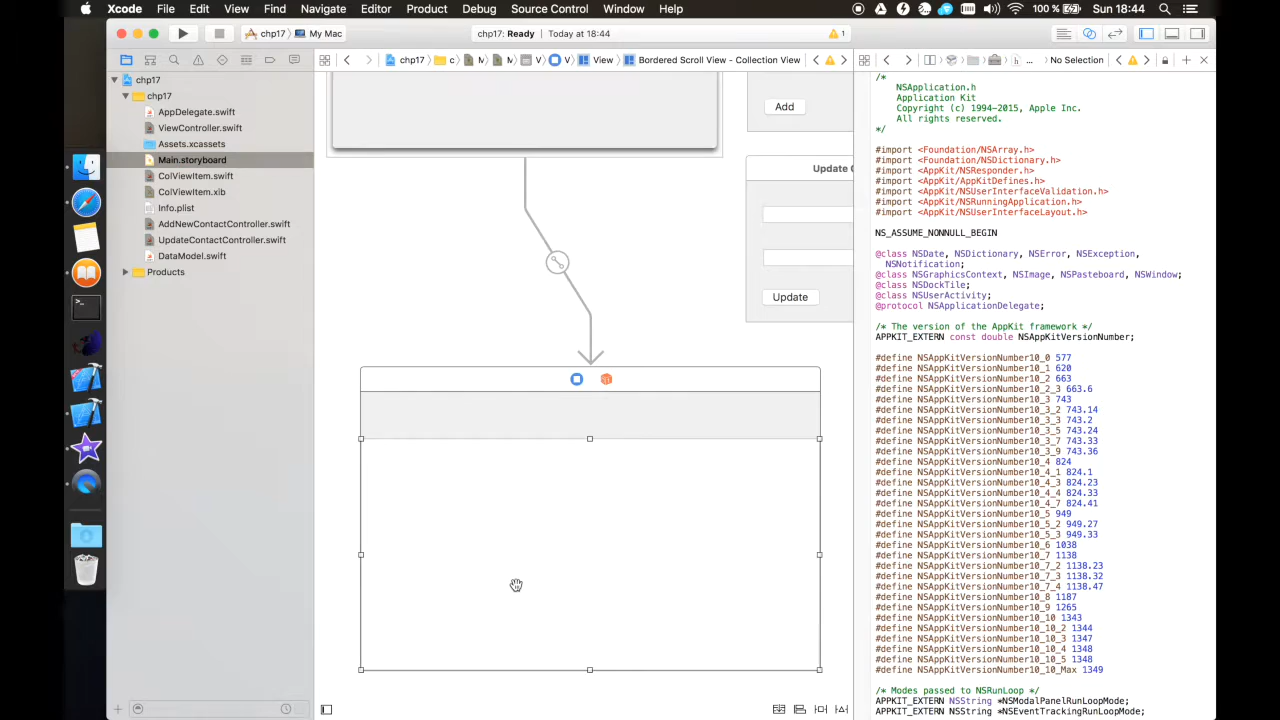 Xcode File Edit View Find Navigate Editor Product Debug Source Control Window Help 100 % Sun 18:44
chp17 My Mac chp17: Ready Today at 18:44 1
chp17 c M M V V View Bordered Scroll View - Collection View ... No Selection
chp17
chp17
AppDelegate.swift
ViewController.swift
Assets.xcassets
Main.storyboard
ColViewItem.swift
ColViewItem.xib
Info.plist
AddNewContactController.swift
UpdateContactController.swift
DataModel.swift
Products
Add
Update C
Update
/*
NSApplication.h
Application Kit
Copyright (c) 1994-2015, Apple Inc.
All rights reserved.
*/
#import <Foundation/NSArray.h>
#import <Foundation/NSDictionary.h>
#import <AppKit/NSResponder.h>
#import <AppKit/AppKitDefines.h>
#import <AppKit/NSUserInterfaceValidation.h>
#import <AppKit/NSRunningApplication.h>
#import <AppKit/NSUserInterfaceLayout.h>
NS_ASSUME_NONNULL_BEGIN
@class NSDate, NSDictionary, NSError, NSException,
NSNotification;
@class NSGraphicsContext, NSImage, NSPasteboard, NSWindow;
@class NSDockTile;
@class NSUserActivity;
@protocol NSApplicationDelegate;
/* The version of the AppKit framework */
APPKIT_EXTERN const double NSAppKitVersionNumber;
#define NSAppKitVersionNumber10_0 577
#define NSAppKitVersionNumber10_1 620
#define NSAppKitVersionNumber10_2 663
#define NSAppKitVersionNumber10_2_3 663.6
#define NSAppKitVersionNumber10_3 743
#define NSAppKitVersionNumber10_3_2 743.14
#define NSAppKitVersionNumber10_3_3 743.2
#define NSAppKitVersionNumber10_3_5 743.24
#define NSAppKitVersionNumber10_3_7 743.33
#define NSAppKitVersionNumber10_3_9 743.36
#define NSAppKitVersionNumber10_4 824
#define NSAppKitVersionNumber10_4_1 824.1
#define NSAppKitVersionNumber10_4_3 824.23
#define NSAppKitVersionNumber10_4_4 824.33
#define NSAppKitVersionNumber10_4_7 824.41
#define NSAppKitVersionNumber10_5 949
#define NSAppKitVersionNumber10_5_2 949.27
#define NSAppKitVersionNumber10_5_3 949.33
#define NSAppKitVersionNumber10_6 1038
#define NSAppKitVersionNumber10_7 1138
#define NSAppKitVersionNumber10_7_2 1138.23
#define NSAppKitVersionNumber10_7_3 1138.32
#define NSAppKitVersionNumber10_7_4 1138.47
#define NSAppKitVersionNumber10_8 1187
#define NSAppKitVersionNumber10_9 1265
#define NSAppKitVersionNumber10_10 1343
#define NSAppKitVersionNumber10_10_2 1344
#define NSAppKitVersionNumber10_10_3 1347
#define NSAppKitVersionNumber10_10_4 1348
#define NSAppKitVersionNumber10_10_5 1348
#define NSAppKitVersionNumber10_10_Max 1349
/* Modes passed to NSRunLoop */
APPKIT_EXTERN NSString *NSModalPanelRunLoopMode;
APPKIT_EXTERN NSString *NSEventTrackingRunLoopMode;